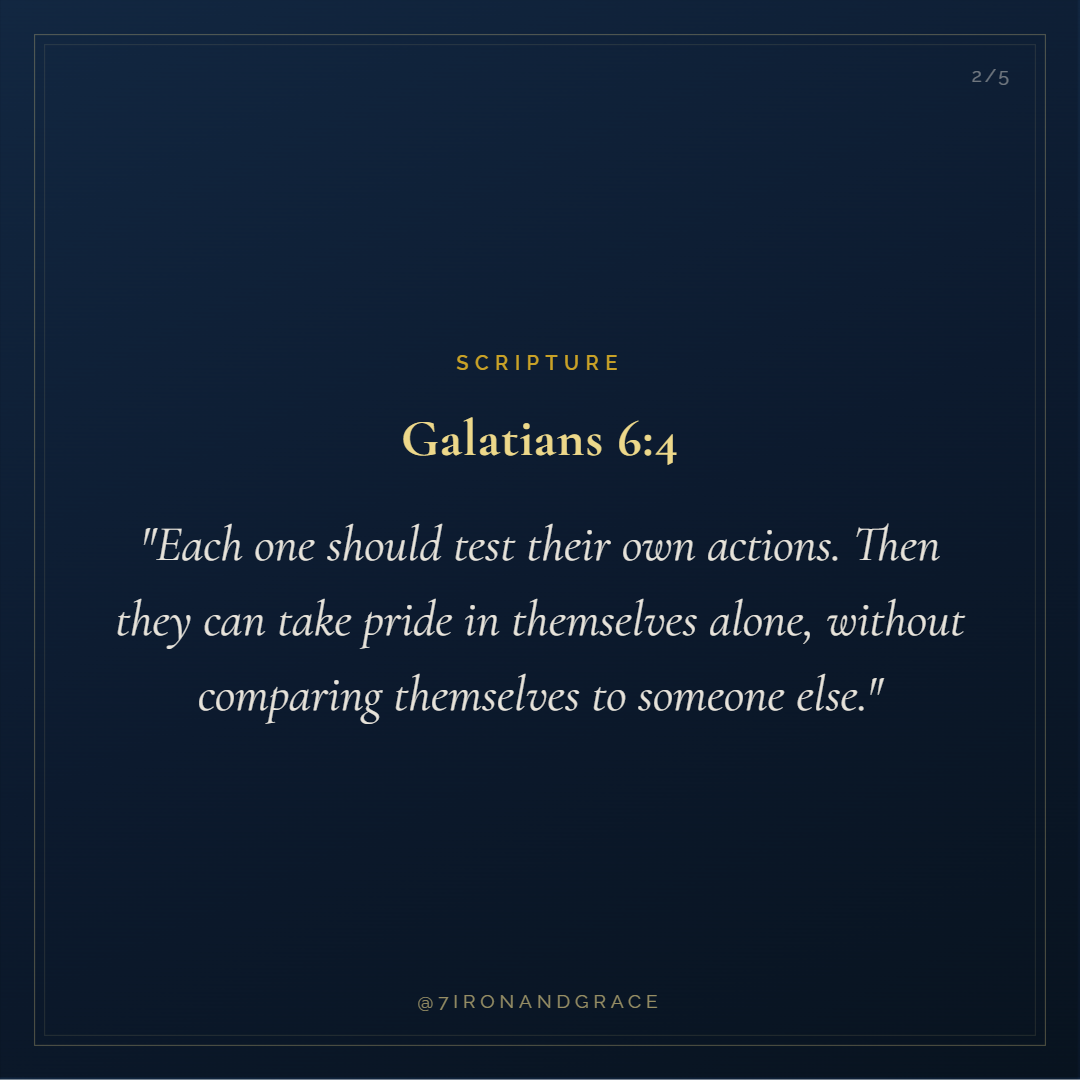 2/5
SCRIPTURE
Galatians 6:4
"Each one should test their own actions. Then
they can take pride in themselves alone, without
comparing themselves to someone else."
@7IRONANDGRACE